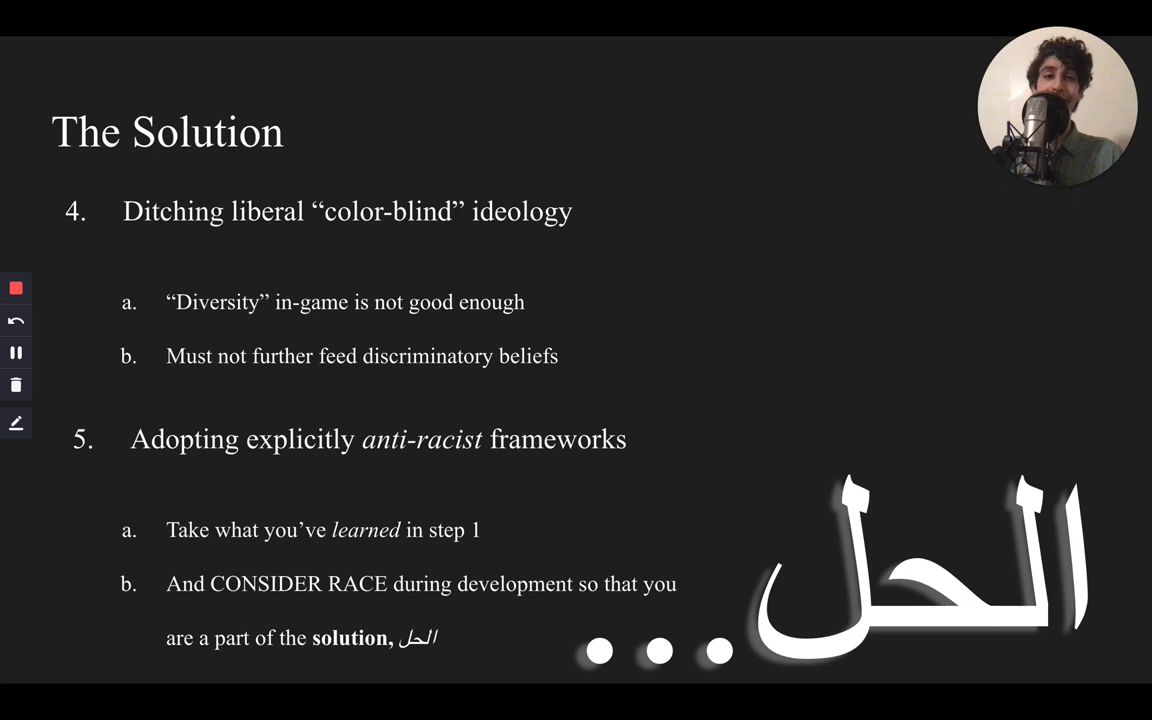 The Solution
4. Ditching liberal “color-blind” ideology
a. “Diversity” in-game is not good enough
b. Must not further feed discriminatory beliefs
5. Adopting explicitly anti-racist frameworks
a. Take what you’ve learned in step 1
b. And CONSIDER RACE during development so that you
are a part of the solution, الحل
الحل...